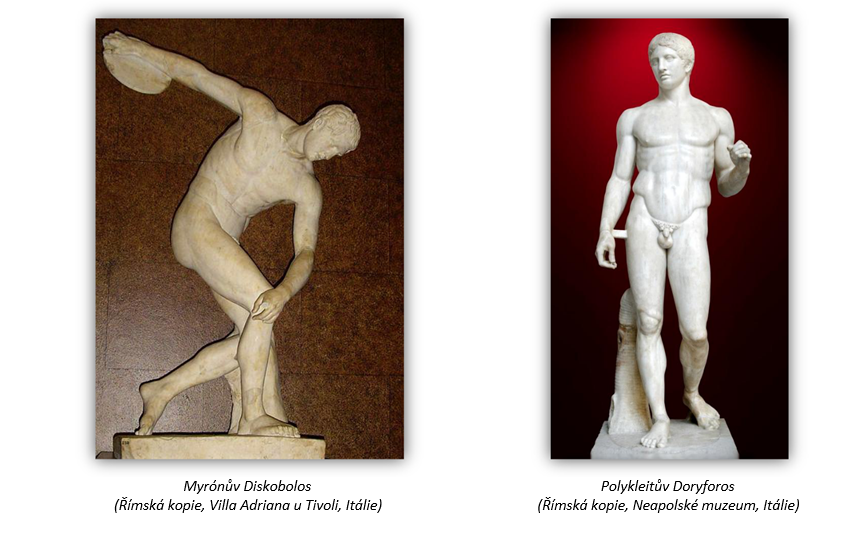 Myrónův Diskobolos
(Římská kopie, Villa Adriana u Tivoli, Itálie)
Polykleitův Doryforos
(Římská kopie, Neapolské muzeum, Itálie)